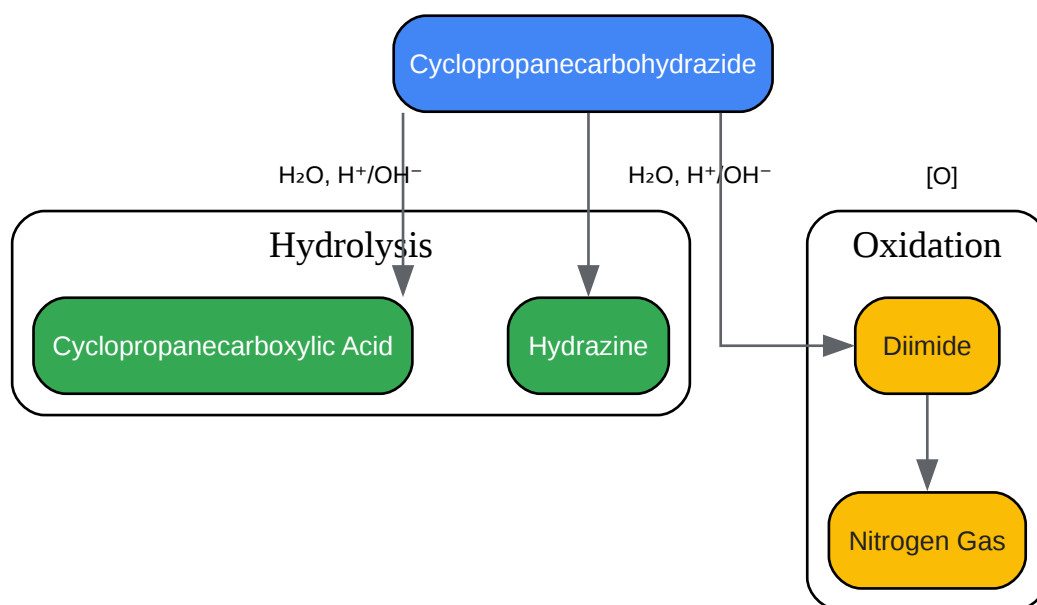 Cyclopropanecarbohydrazide
H₂O, H⁺/OH⁻
H₂O, H⁺/OH⁻
[O]
Hydrolysis
Oxidation
Cyclopropanecarboxylic Acid
Hydrazine
Diimide
Nitrogen Gas